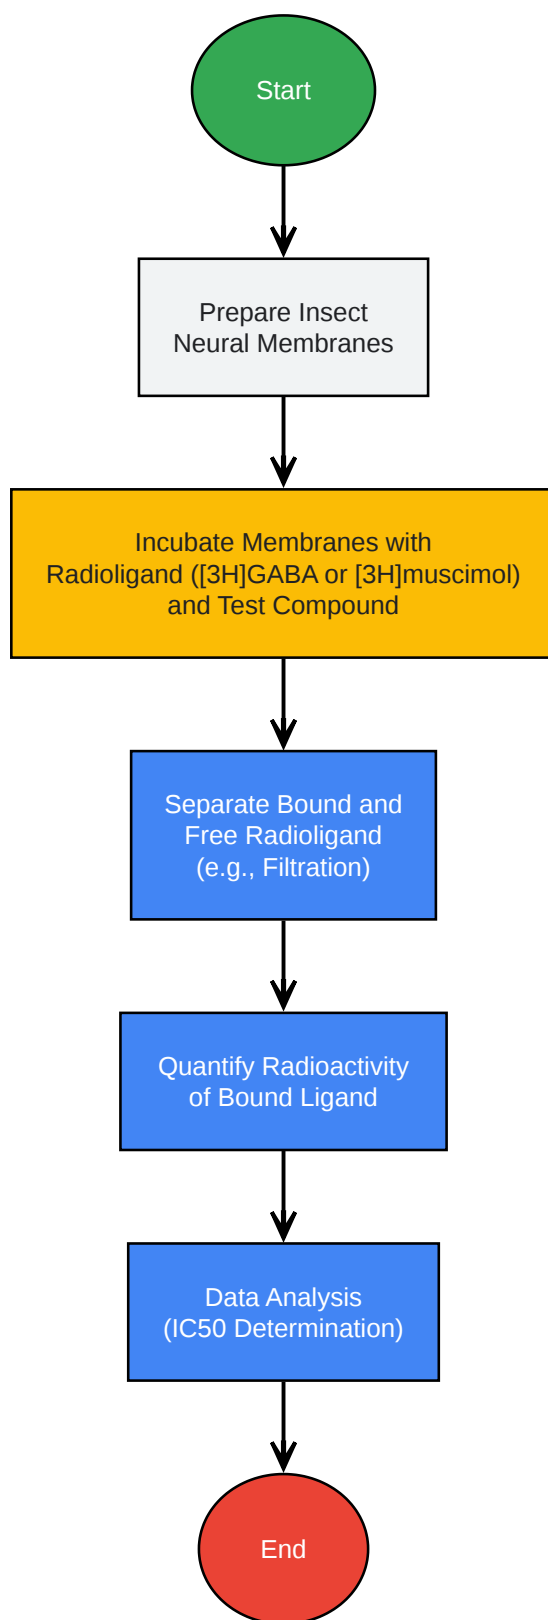 Start
Prepare Insect
Neural Membranes
Incubate Membranes with
Radioligand ([3H]GABA or [3H]muscimol)
and Test Compound
Separate Bound and
Free Radioligand
(e.g., Filtration)
Quantify Radioactivity
of Bound Ligand
Data Analysis
(IC50 Determination)
End